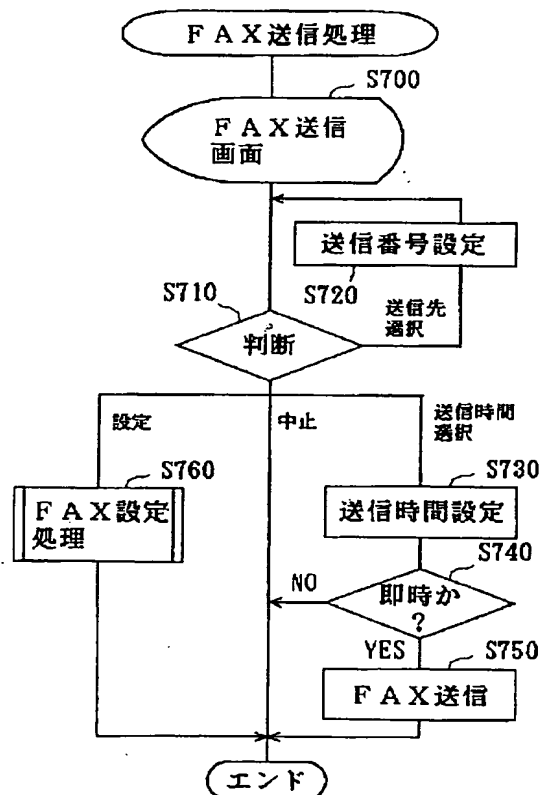 ＦＡＸ送信処理
S700
ＦＡＸ送信
画面
送信番号設定
S720
S710
送信先
選択
判断
設定
中止
送信時間
選択
S760
S730
ＦＡＸ設定
処理
送信時間設定
S740
NO
即時か
？
YES
S750
ＦＡＸ送信
エンド